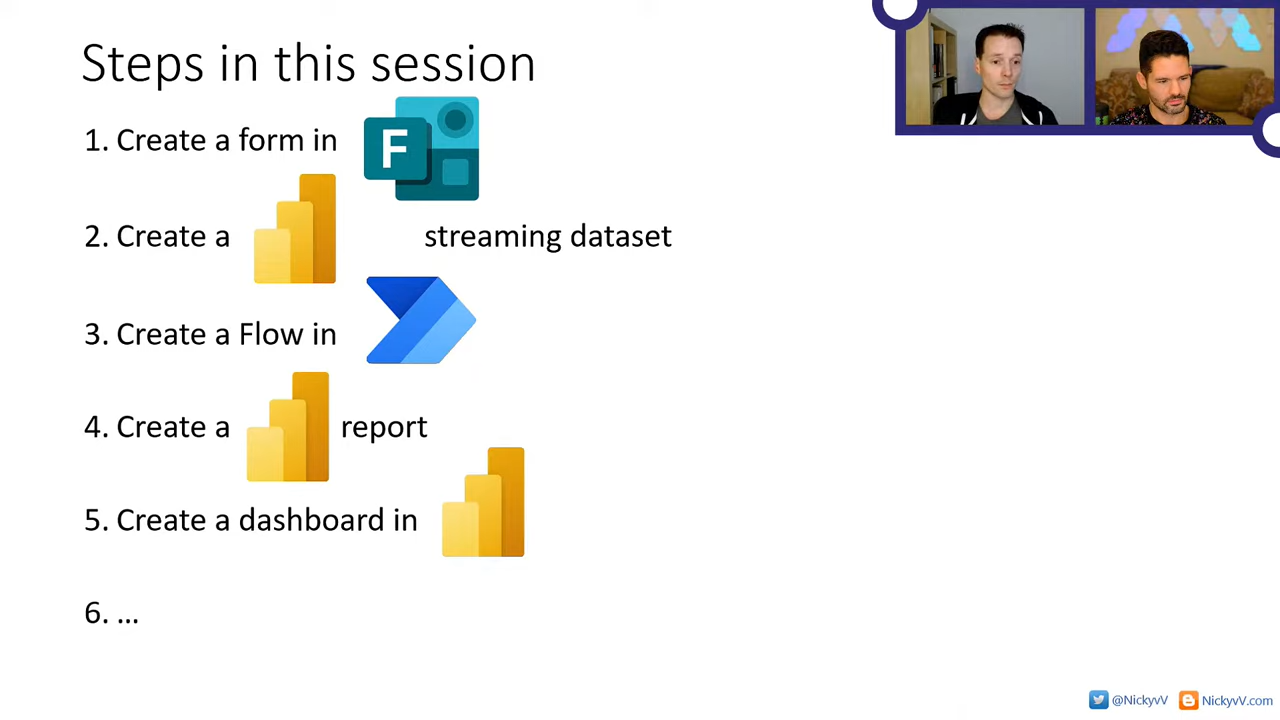 Steps in this session
1. Create a form in
F
2. Create a streaming dataset
3. Create a Flow in
4. Create a report
5. Create a dashboard in
6. ...
@NickyvV NickyvV.com